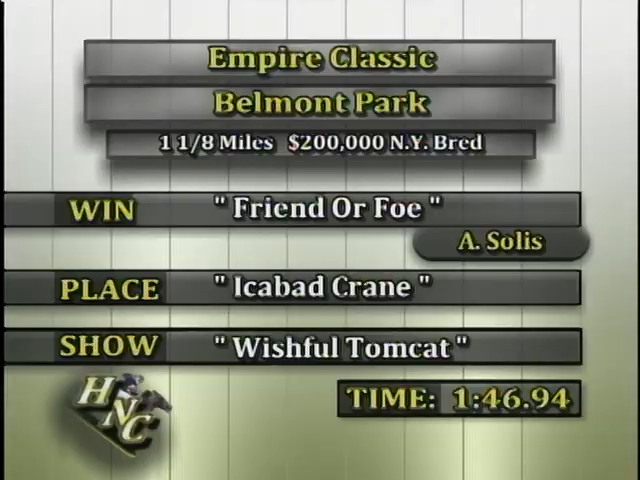 Empire Classic
Belmont Park
1 1/8 Miles $200,000 N.Y. Bred
WIN " Friend Or Foe "
A. Solis
PLACE " Icabad Crane "
SHOW " Wishful Tomcat "
HNC
TIME: 1:46.94